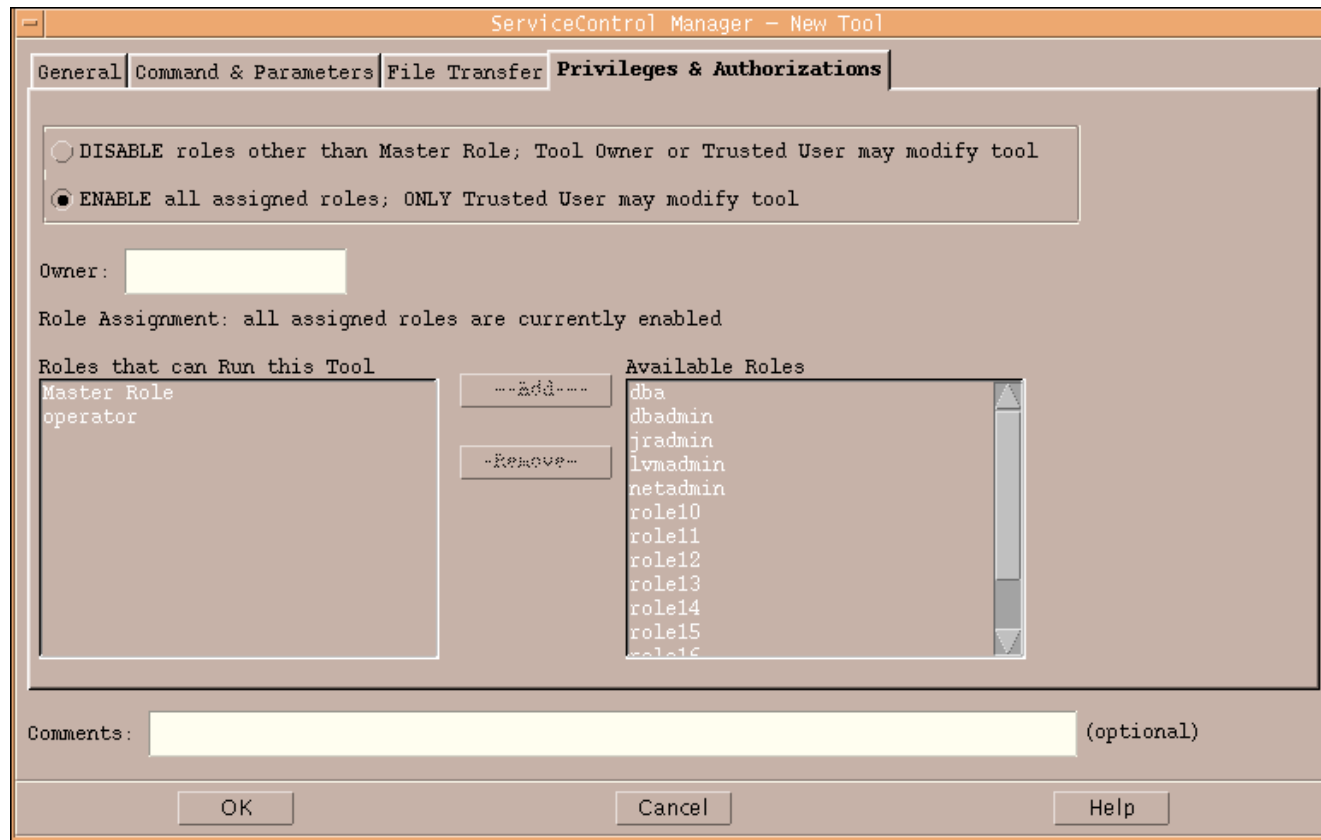 ServiceControl Manager – New Tool
General Command & Parameters File Transfer Privileges & Authorizations
DISABLE roles other than Master Role; Tool Owner or Trusted User may modify tool
ENABLE all assigned roles; ONLY Trusted User may modify tool
Owner:
Role Assignment: all assigned roles are currently enabled
Roles that can Run this Tool
Master Role
operator
--Add---
-Remove-
Available Roles
dba
dbadmin
jradmin
lvmadmin
netadmin
role10
role11
role12
role13
role14
role15
role16
Comments: (optional)
OK Cancel Help